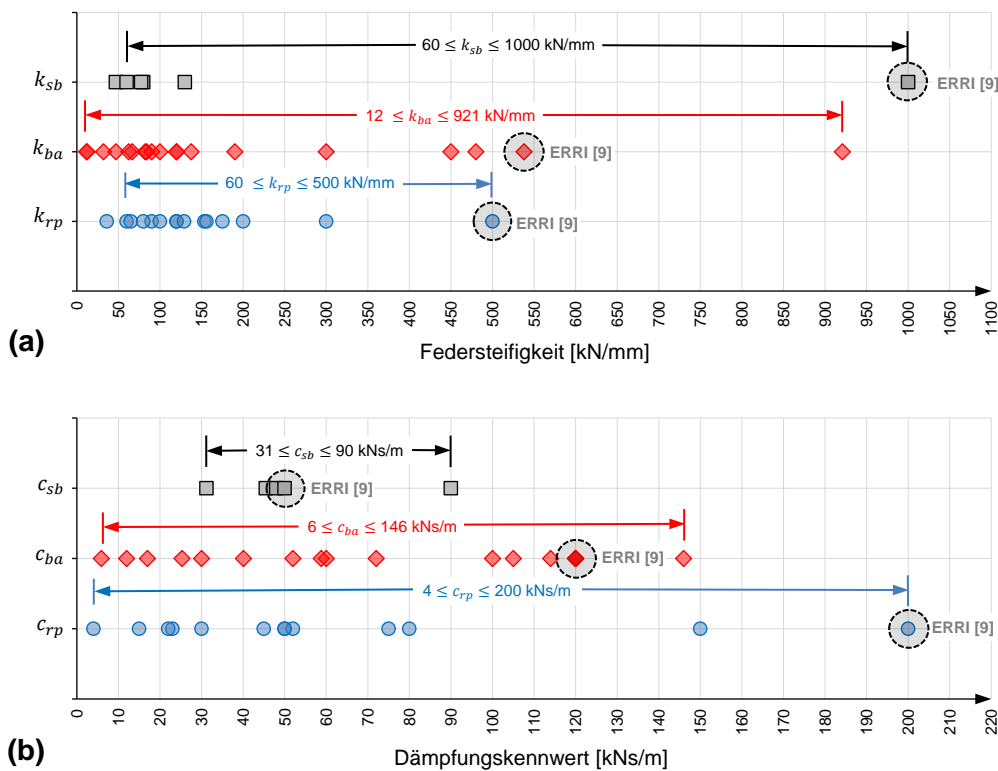 60 ≤ k_sb ≤ 1000 kN/mm
k_sb
ERRI [9]
12 ≤ k_ba ≤ 921 kN/mm
k_ba
ERRI [9]
60 ≤ k_rp ≤ 500 kN/mm
k_rp
ERRI [9]
0 50 100 150 200 250 300 350 400 450 500 550 600 650 700 750 800 850 900 950 1000 1050 1100
(a)
Federsteifigkeit [kN/mm]
31 ≤ c_sb ≤ 90 kNs/m
c_sb
ERRI [9]
6 ≤ c_ba ≤ 146 kNs/m
c_ba
ERRI [9]
4 ≤ c_rp ≤ 200 kNs/m
c_rp
ERRI [9]
0 10 20 30 40 50 60 70 80 90 100 110 120 130 140 150 160 170 180 190 200 210 220
(b)
Dämpfungskennwert [kNs/m]